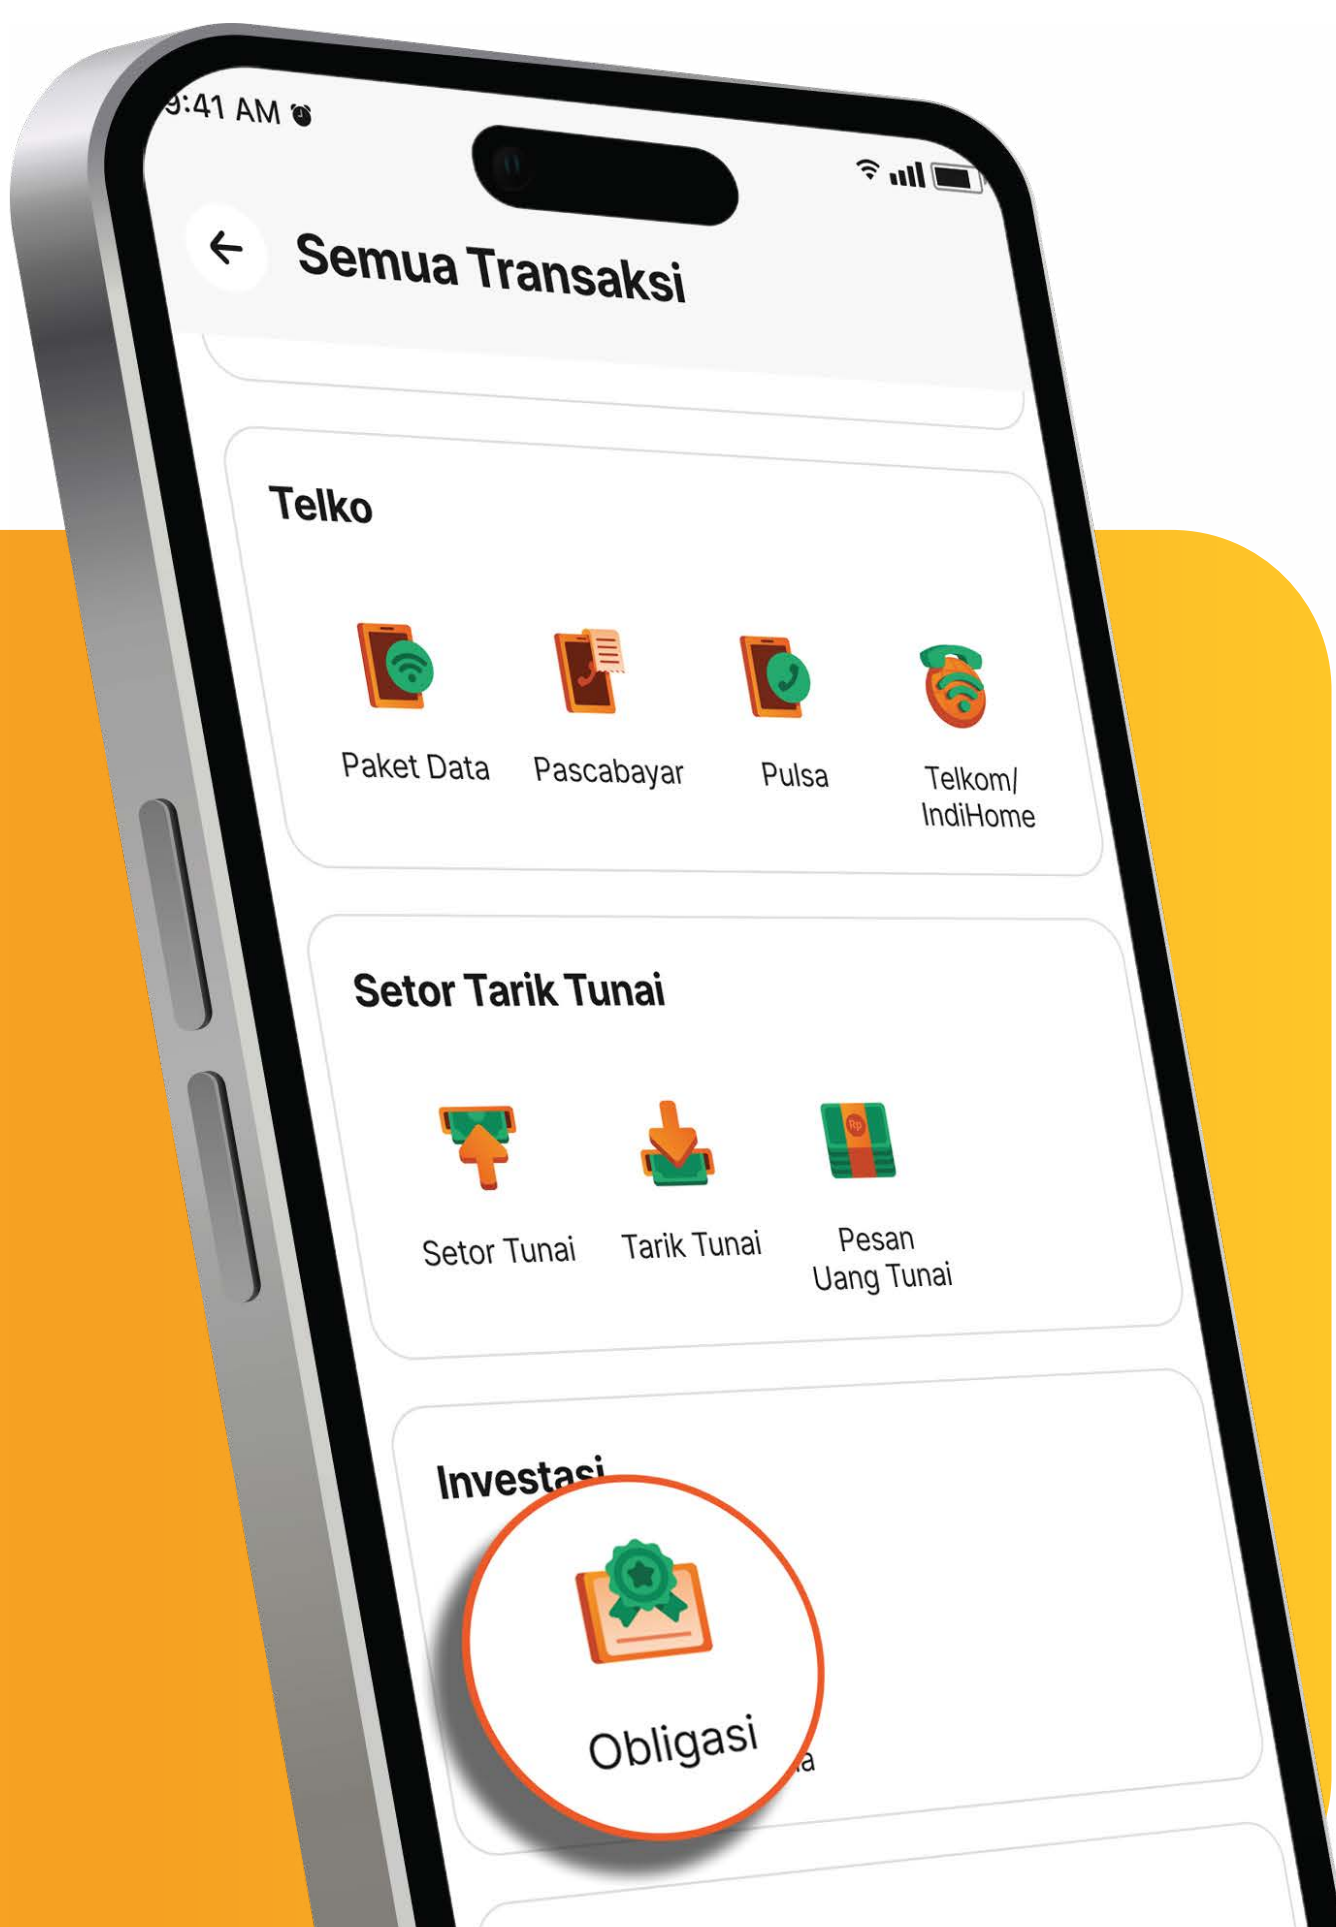 9:41 AM
Semua Transaksi
Telko
Paket Data
Pascabayar
Pulsa
Telkom/
IndiHome
Setor Tarik Tunai
Setor Tunai
Tarik Tunai
Pesan
Uang Tunai
Rp
Investasi
Obligasi